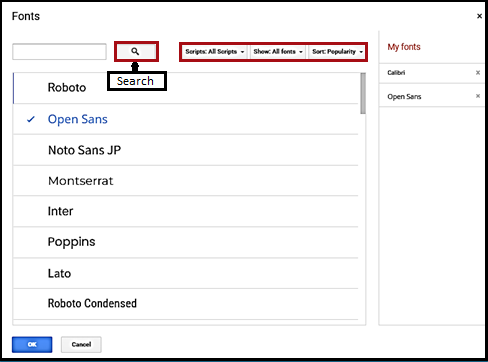 Fonts ×
Scripts: All Scripts Show: All fonts Sort: Popularity
Search
Roboto
Open Sans
Noto Sans JP
Montserrat
Inter
Poppins
Lato
Roboto Condensed
My fonts
Calibri ×
Open Sans ×
OK Cancel